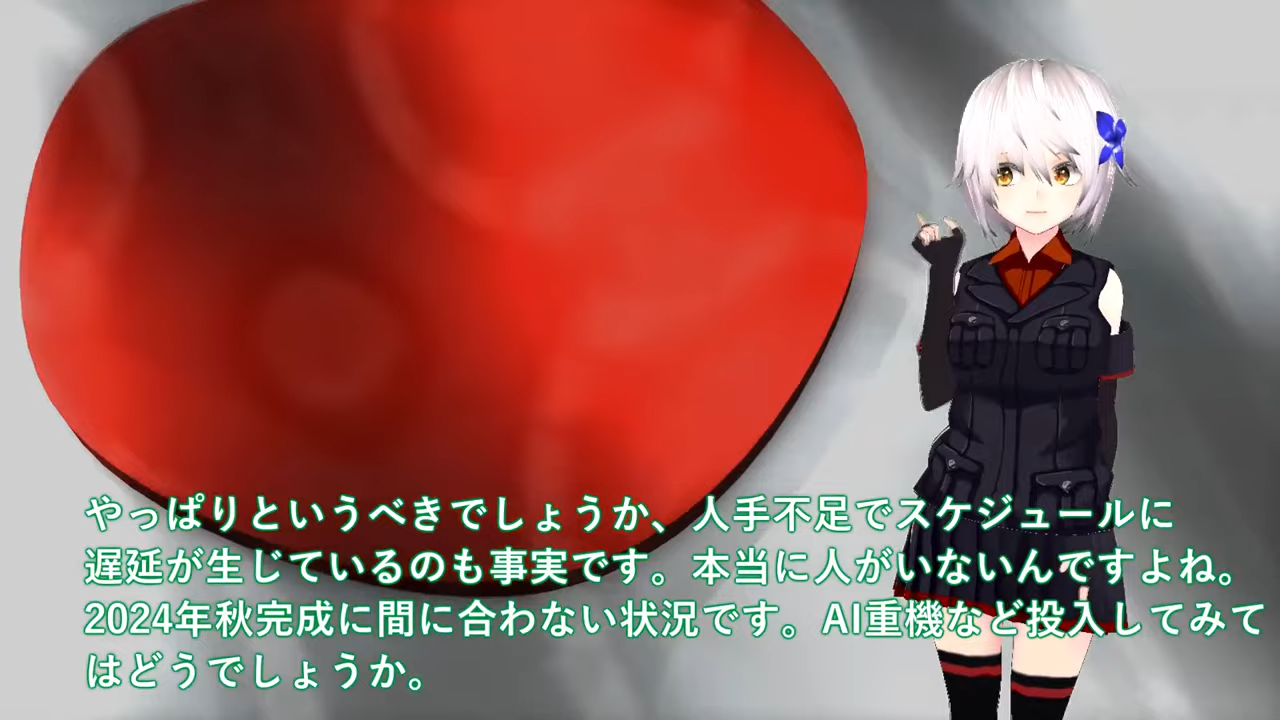 やっぱりというべきでしょうか、人手不足でスケジュールに
遅延が生じているのも事実です。本当に人がいないんですよね。
2024年秋完成に間に合わない状況です。AI重機など投入してみて
はどうでしょうか。